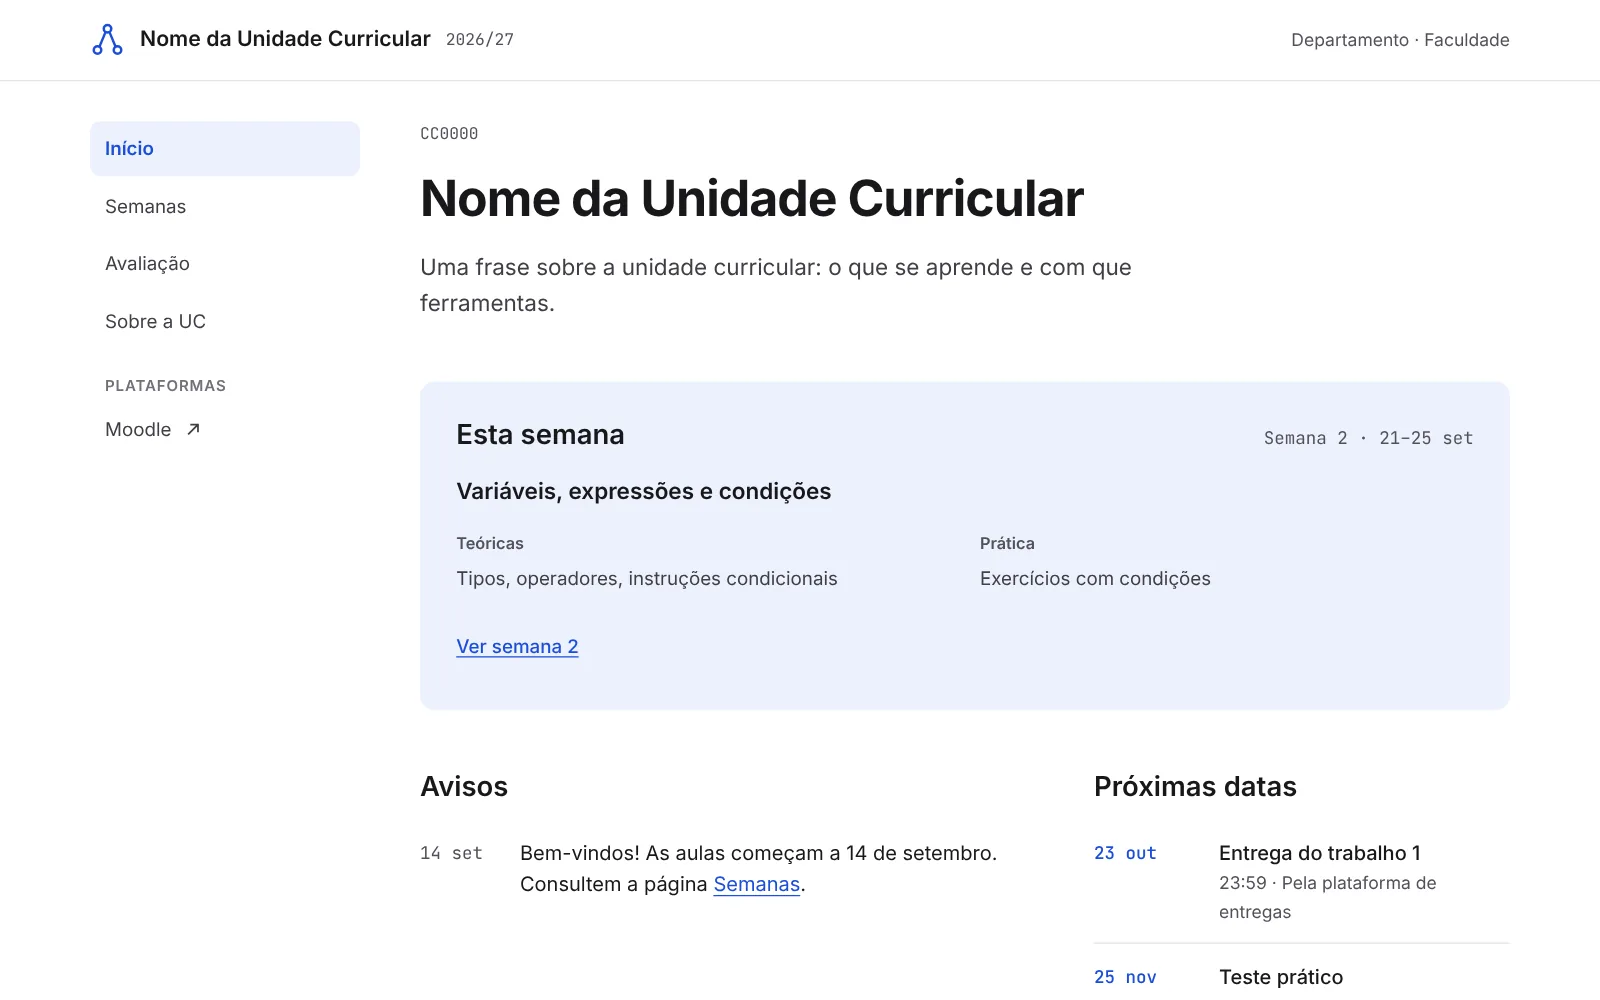 Nome da Unidade Curricular 2026/27
Departamento · Faculdade
Início
Semanas
Avaliação
Sobre a UC
PLATAFORMAS
Moodle ↗
CC0000
Nome da Unidade Curricular
Uma frase sobre a unidade curricular: o que se aprende e com que
ferramentas.
Esta semana
Semana 2 · 21–25 set
Variáveis, expressões e condições
Teóricas
Tipos, operadores, instruções condicionais
Prática
Exercícios com condições
Ver semana 2
Avisos
14 set
Bem-vindos! As aulas começam a 14 de setembro.
Consultem a página Semanas.
Próximas datas
23 out
Entrega do trabalho 1
23:59 · Pela plataforma de
entregas
25 nov
Teste prático